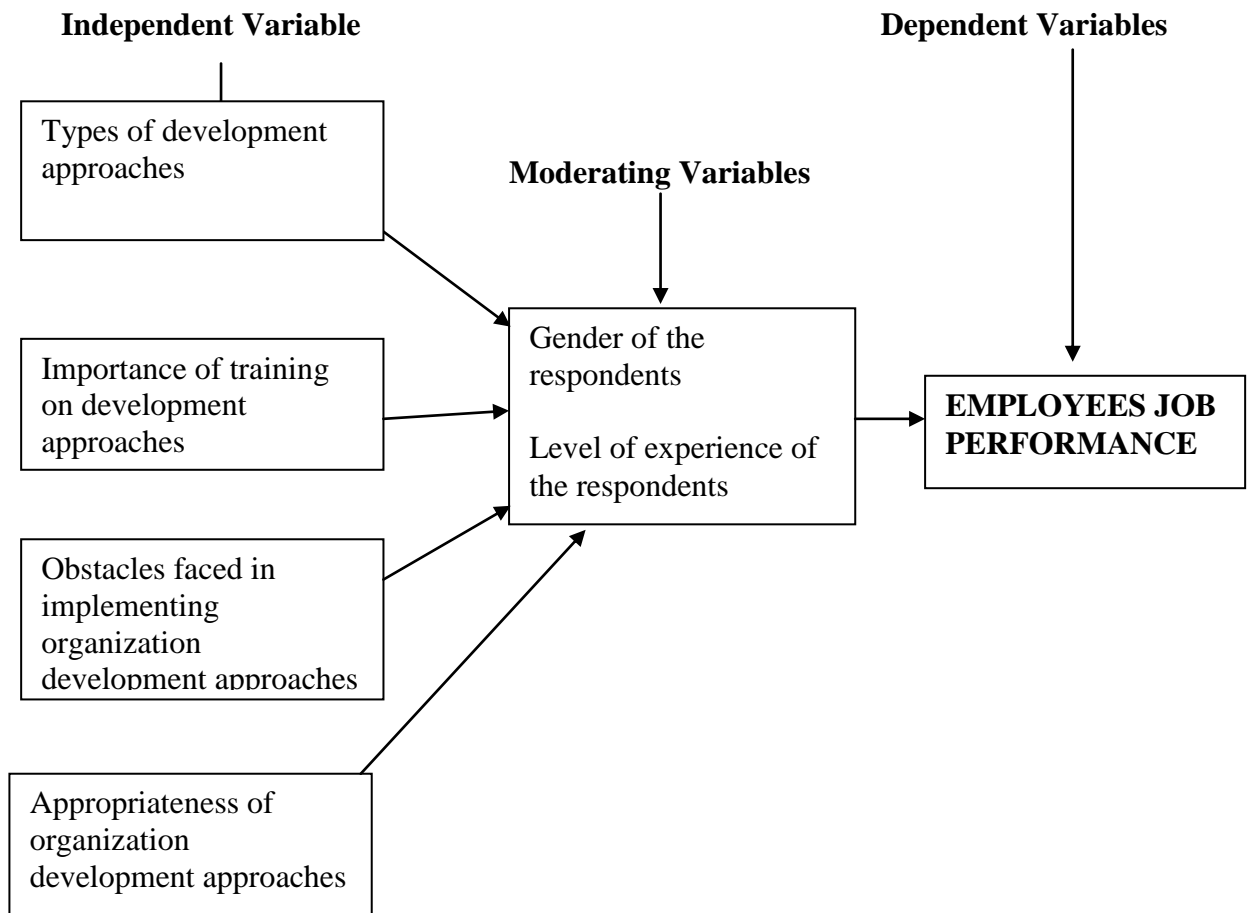 Independent Variable
Dependent Variables
Types of development
approaches
Moderating Variables
Importance of training
on development
approaches
Gender of the
respondents
Level of experience of
the respondents
EMPLOYEES JOB
PERFORMANCE
Obstacles faced in
implementing
organization
development approaches
Appropriateness of
organization
development approaches